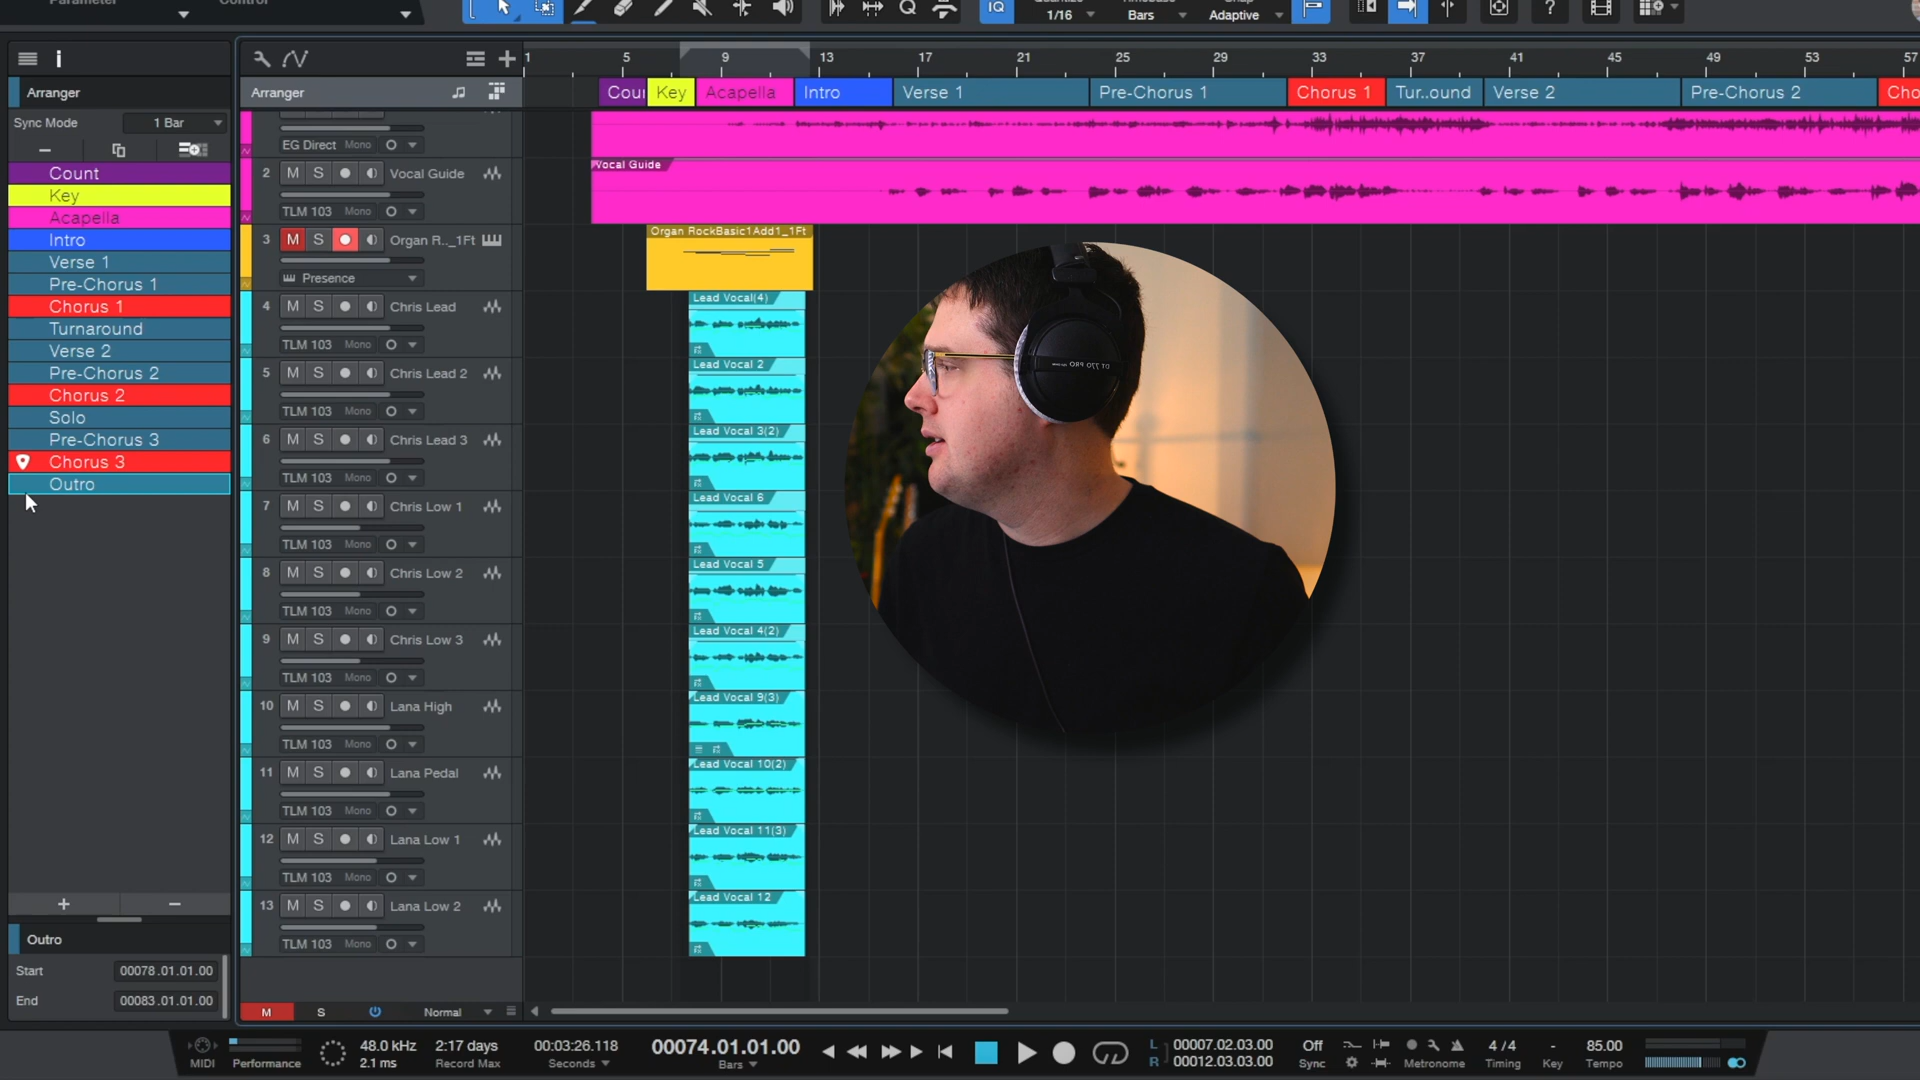 Parameter
Control
Quantize
1/16
Timebase
Bars
Snap
Adaptive
IQ
?
i
Arranger
Sync Mode
1 Bar
Count
Key
Acapella
Intro
Verse 1
Pre-Chorus 1
Chorus 1
Turnaround
Verse 2
Pre-Chorus 2
Chorus 2
Solo
Pre-Chorus 3
Chorus 3
Outro
+ −
Outro
Start 00078.01.01.00
End 00083.01.01.00
1 5 9 13 17 21 25 29 33 37 41 45 49 53 57
Arranger
Cour Key Acapella Intro Verse 1 Pre-Chorus 1 Chorus 1 Tur..ound Verse 2 Pre-Chorus 2 Cho
EG Direct Mono
2 M S Vocal Guide
TLM 103 Mono
Vocal Guide
3 M S Organ R.._1Ft
Presence
Organ RockBasic1Add1_1Ft
4 M S Chris Lead
TLM 103 Mono
Lead Vocal(4)
5 M S Chris Lead 2
TLM 103 Mono
Lead Vocal 2
6 M S Chris Lead 3
TLM 103 Mono
Lead Vocal 3(2)
7 M S Chris Low 1
TLM 103 Mono
Lead Vocal 6
8 M S Chris Low 2
TLM 103 Mono
Lead Vocal 5
9 M S Chris Low 3
TLM 103 Mono
Lead Vocal 4(2)
10 M S Lana High
TLM 103 Mono
Lead Vocal 9(3)
11 M S Lana Pedal
TLM 103 Mono
Lead Vocal 10(2)
12 M S Lana Low 1
TLM 103 Mono
Lead Vocal 11(3)
13 M S Lana Low 2
TLM 103 Mono
Lead Vocal 12
DT 770 PRO
M S Normal
MIDI
Performance
48.0 kHz
2.1 ms
2:17 days
Record Max
00:03:26.118
Seconds
00074.01.01.00
Bars
L 00007.02.03.00
R 00012.03.03.00
Off
Sync
Metronome
4 / 4
Timing
-
Key
85.00
Tempo